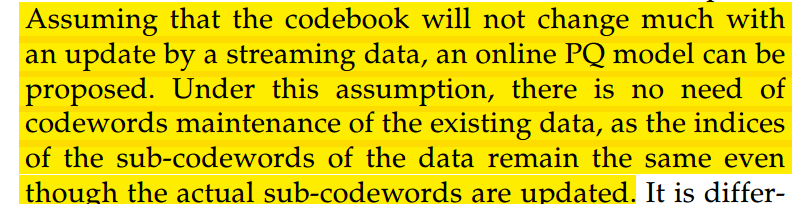 Assuming that the codebook will not change much with
an update by a streaming data, an online PQ model can be
proposed. Under this assumption, there is no need of
codewords maintenance of the existing data, as the indices
of the sub-codewords of the data remain the same even
though the actual sub-codewords are updated. It is differ-